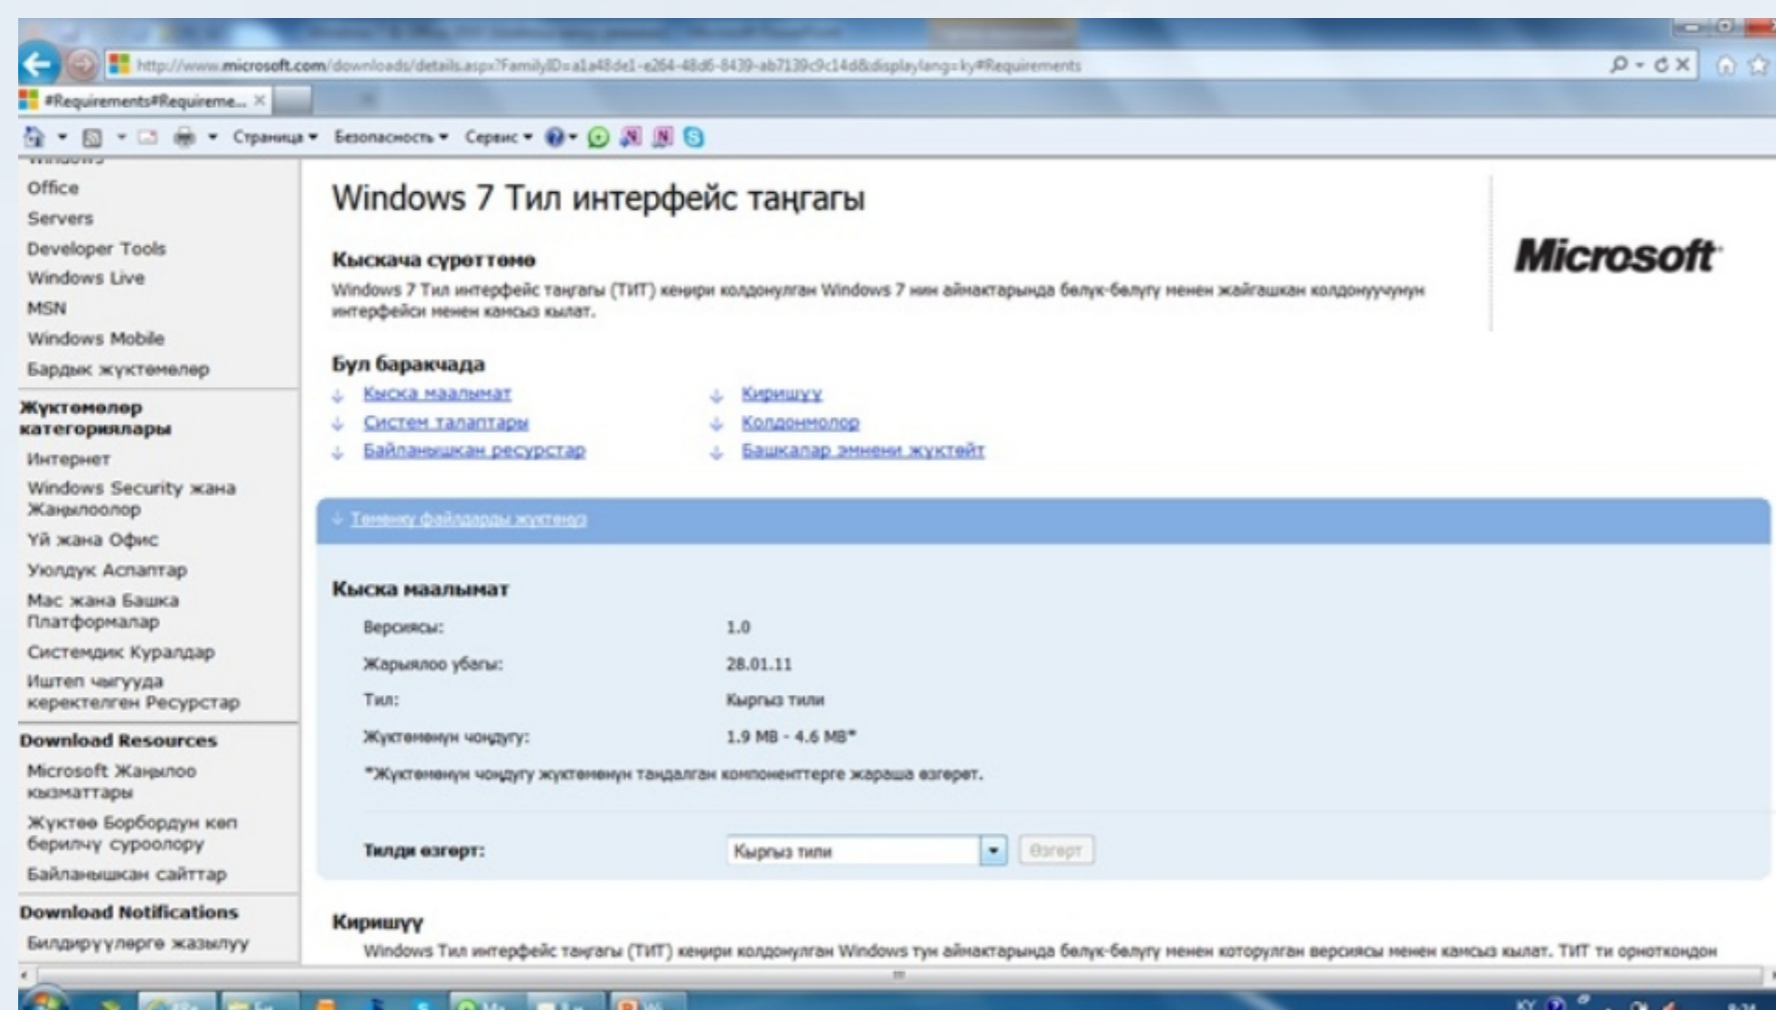 http://www.microsoft.com/downloads/details.aspx?FamilyID=a1a48de1-e264-48d6-8439-ab7139c9c14d&displaylang=ky#Requirements
#Requirements#Requireme...
Страница Безопасность Сервис
Windows
Office
Servers
Developer Tools
Windows Live
MSN
Windows Mobile
Бардык жүктөмөлөр
Жүктөмөлөр
категориялары
Интернет
Windows Security жана
Жаңылоолор
Үй жана Офис
Уюлдук Аспаптар
Мас жана Башка
Платформалар
Системдик Куралдар
Иштеп чыгууда
керектелген Ресурстар
Download Resources
Microsoft Жаңылоо
кызматтары
Жүктөө Борбордун көп
берилчү суроолору
Байланышкан сайттар
Download Notifications
Билдирүүлөргө жазылуу
Windows 7 Тил интерфейс таңгагы
Microsoft
Кыскача сүрөттөмө
Windows 7 Тил интерфейс таңгагы (ТИТ) кеңири колдонулган Windows 7 нин аймактарында бөлүк-бөлүгү менен жайгашкан колдонуучунун
интерфейси менен камсыз кылат.
Бул баракчада
Кыска маалымат
Систем талаптары
Байланышкан ресурстар
Киришүү
Колдонмолор
Башкалар эмнени жүктөйт
Төмөнкү файлдарды жүктөңүз
Кыска маалымат
Версиясы: 1.0
Жарыялоо убагы: 28.01.11
Тил: Кыргыз тили
Жүктөмөнүн чоңдугу: 1.9 MB - 4.6 MB*
*Жүктөмөнүн чоңдугу жүктөмөнүн тандалган компоненттерге жараша өзгөрөт.
Тилди өзгөрт: Кыргыз тили Өзгөрт
Киришүү
Windows Тил интерфейс таңгагы (ТИТ) кеңири колдонулган Windows тун аймактарында бөлүк-бөлүгү менен которулган версиясы менен камсыз кылат. ТИТ ти орноткондон
KY